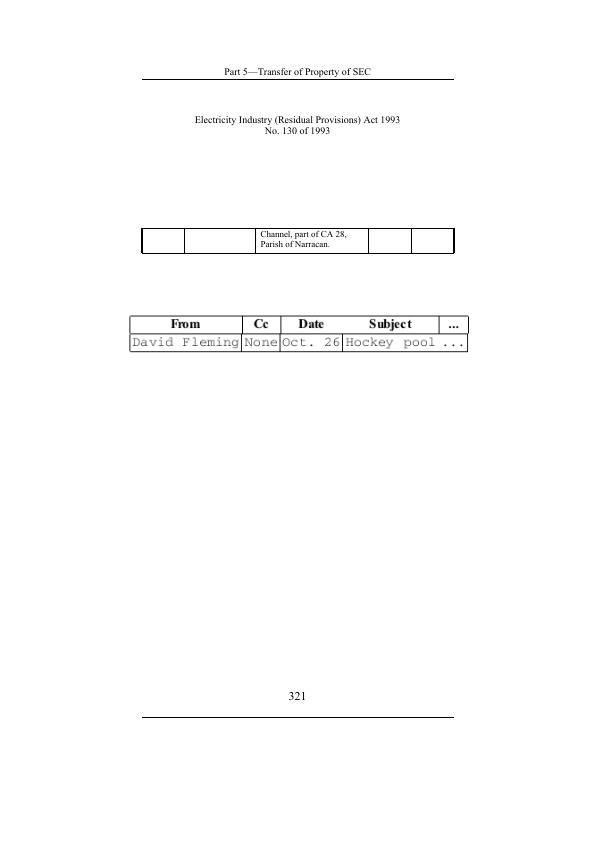 Part 5—Transfer of Property of SEC
Electricity Industry (Residual Provisions) Act 1993
No. 130 of 1993
Channel, part of CA 28,
Parish of Narracan.
From Cc Date Subject ...
David Fleming None Oct. 26 Hockey pool ...
321